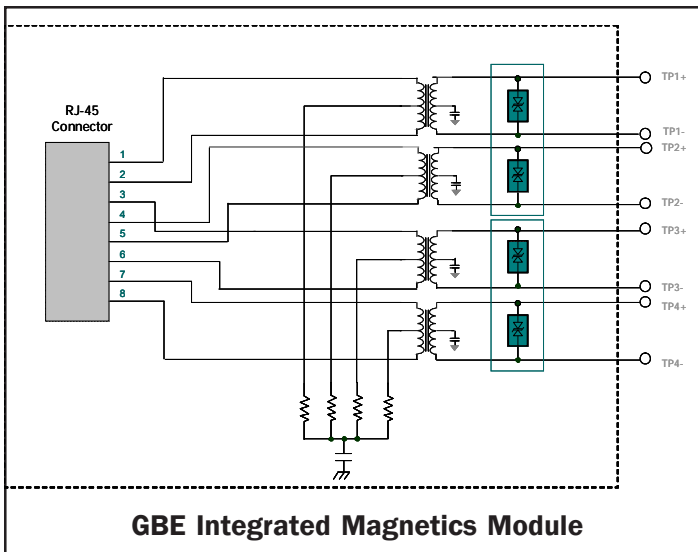 RJ-45
Connector
1
2
3
4
5
6
7
8
TP1+
TP1-
TP2+
TP2-
TP3+
TP3-
TP4+
TP4-
GBE Integrated Magnetics Module